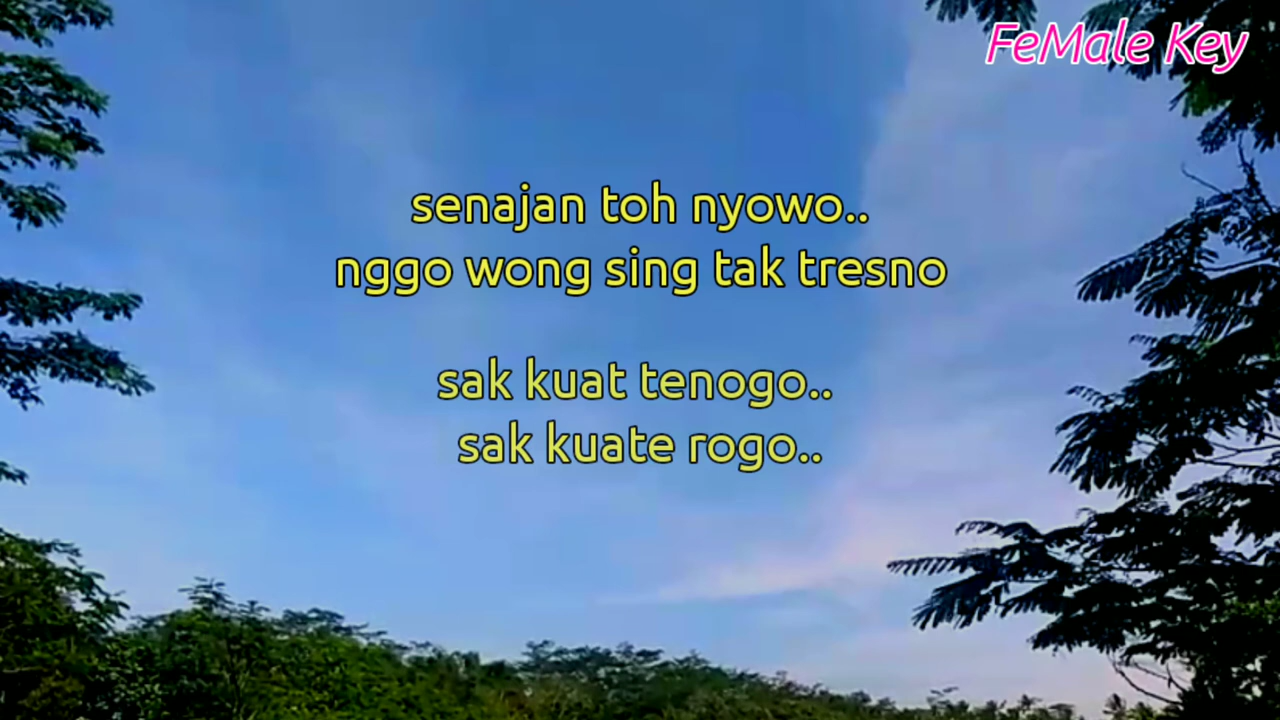 FeMale Key
senajan toh nyowo..
nggo wong sing tak tresno
sak kuat tenogo..
sak kuate rogo..